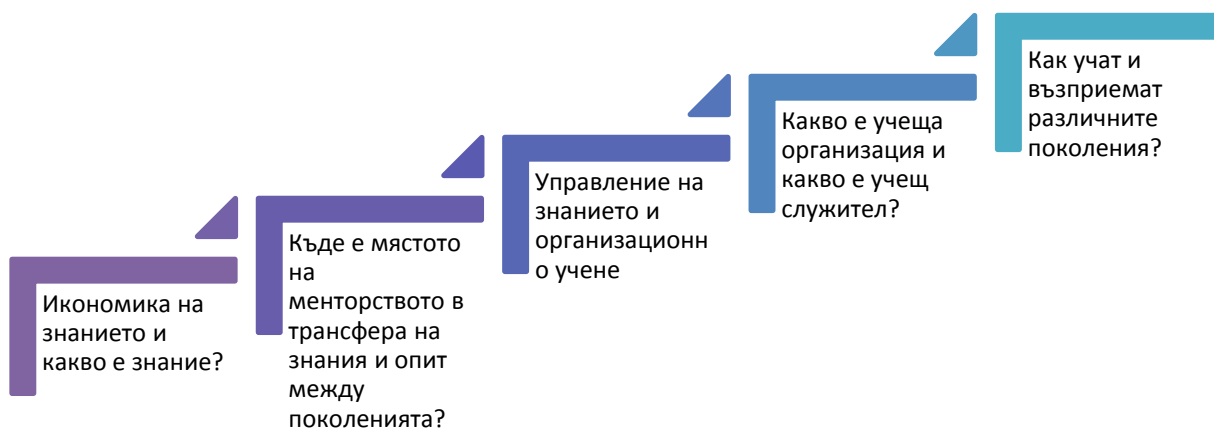 Икономика на
знанието и
какво е знание?
Къде е мястото
на
менторството в
трансфера на
знания и опит
между
поколенията?
Управление на
знанието и
организационн
о учене
Какво е учеща
организация и
какво е учещ
служител?
Как учат и
възприемат
различните
поколения?